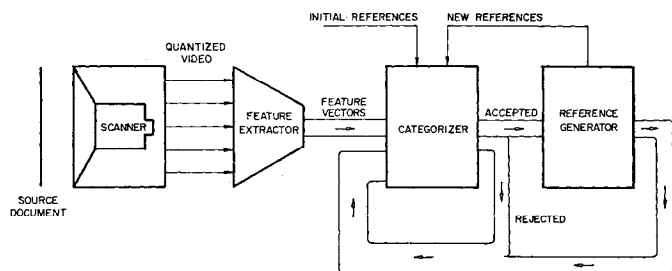 INITIAL REFERENCES
NEW REFERENCES
QUANTIZED
VIDEO
SCANNER
FEATURE
EXTRACTOR
FEATURE
VECTORS
CATEGORIZER
ACCEPTED
REFERENCE
GENERATOR
SOURCE
DOCUMENT
REJECTED